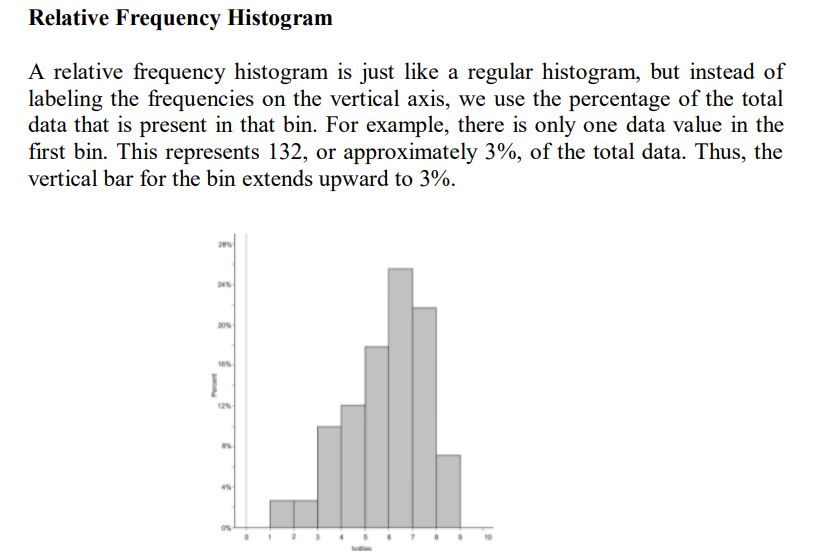 Relative Frequency Histogram
A relative frequency histogram is just like a regular histogram, but instead of
labeling the frequencies on the vertical axis, we use the percentage of the total
data that is present in that bin. For example, there is only one data value in the
first bin. This represents 132, or approximately 3%, of the total data. Thus, the
vertical bar for the bin extends upward to 3%.
28%
24%
20%
16%
Percent
12%
8%
4%
0%
0 1 2 3 4 5 6 7 8 9 10
bottles